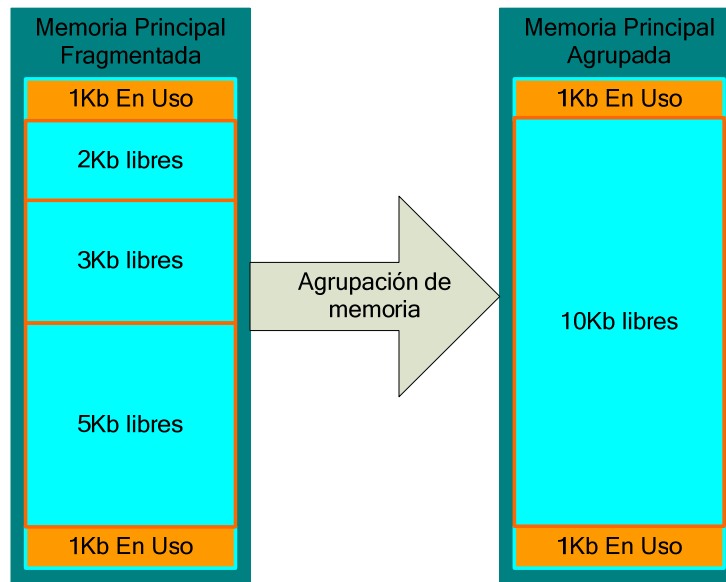 Memoria Principal
Fragmentada
1Kb En Uso
2Kb libres
3Kb libres
5Kb libres
1Kb En Uso
Agrupación de
memoria
Memoria Principal
Agrupada
1Kb En Uso
10Kb libres
1Kb En Uso